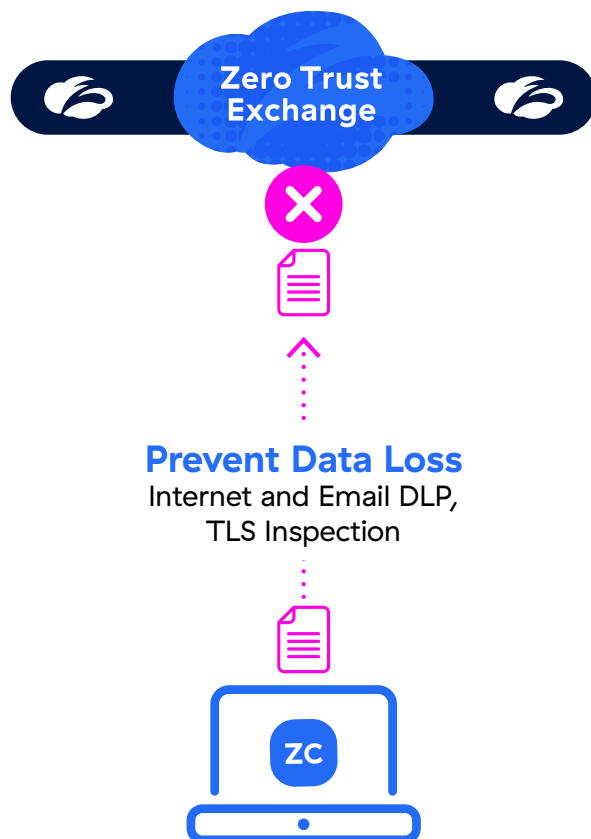 Zero Trust
Exchange
Prevent Data Loss
Internet and Email DLP,
TLS Inspection
ZC